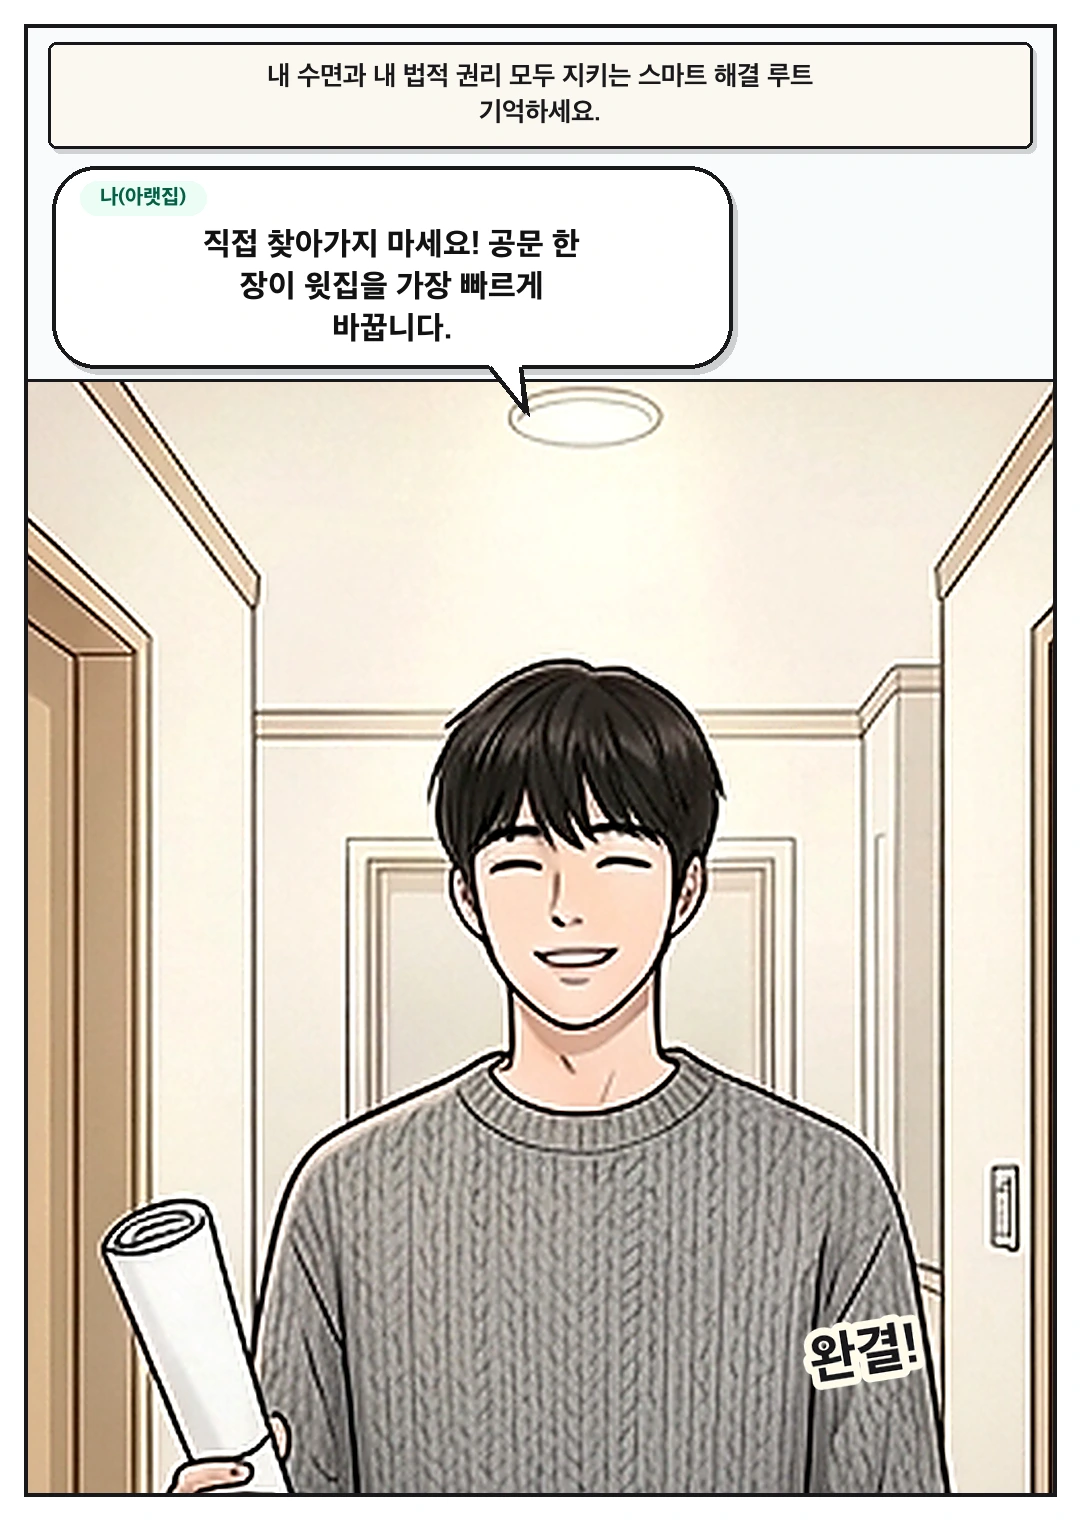 내 수면과 내 법적 권리 모두 지키는 스마트 해결 루트
기억하세요.
나(아랫집)
직접 찾아가지 마세요! 공문 한
장이 윗집을 가장 빠르게
바꿉니다.
완결!